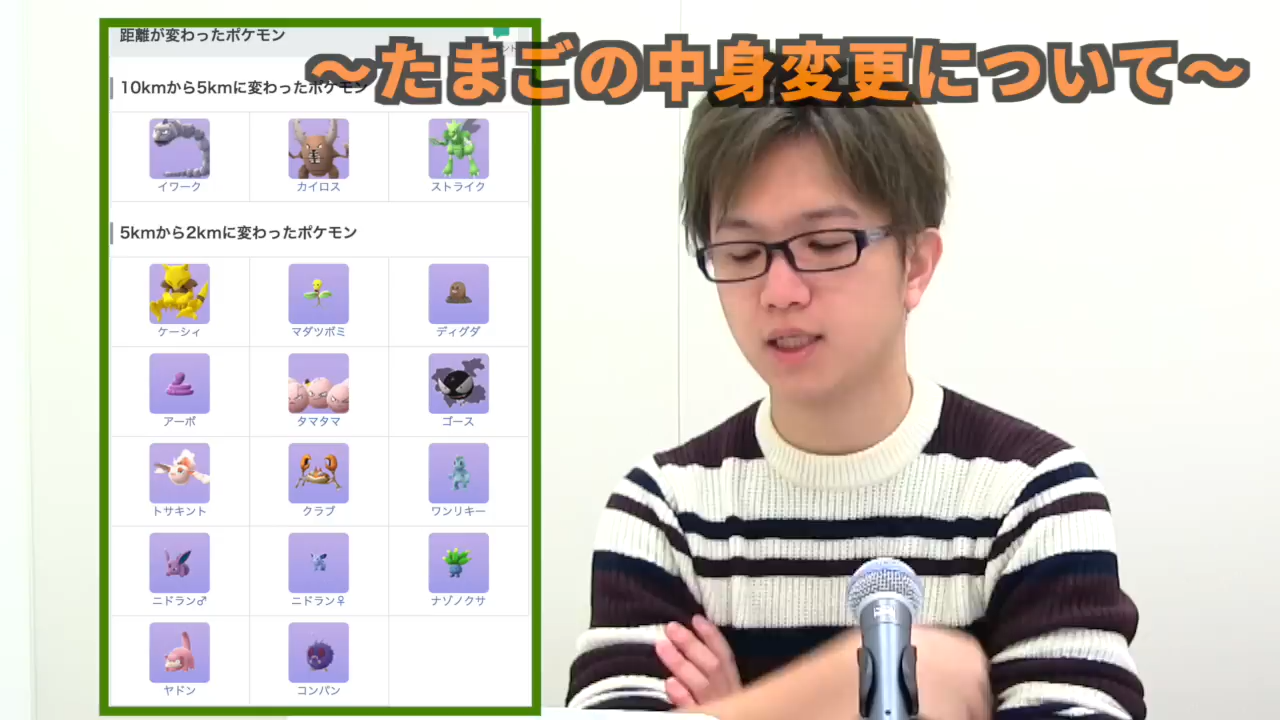 距離が変わったポケモン
〜たまごの中身変更について〜
10kmから5kmに変わったポケモン
イワーク
カイロス
ストライク
5kmから2kmに変わったポケモン
ケーシィ
マダツボミ
ディグダ
アーボ
タマタマ
ゴース
トサキント
クラブ
ワンリキー
ニドラン♂
ニドラン♀
ナゾノクサ
ヤドン
コンパン